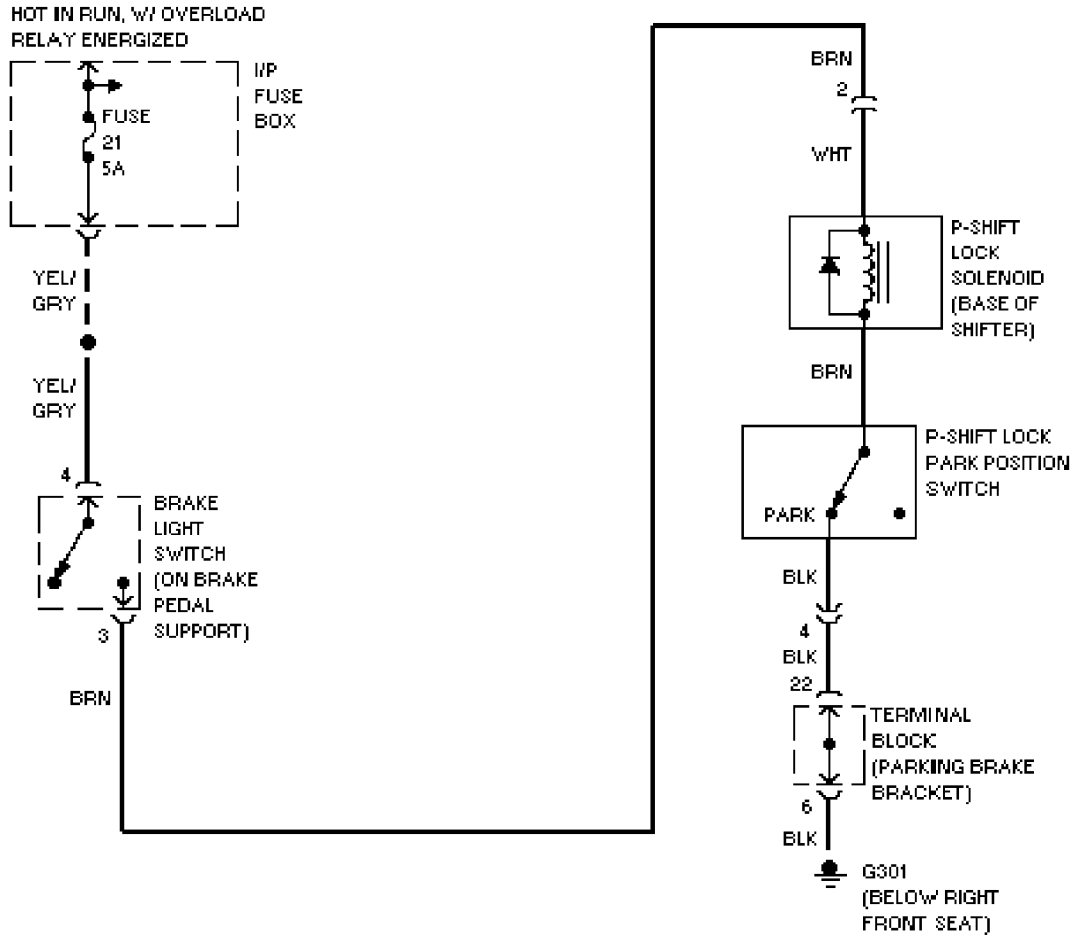 HOT IN RUN, W/ OVERLOAD
RELAY ENERGIZED
I/P
FUSE
BOX
FUSE
21
5A
YEL/
GRY
YEL/
GRY
4
BRAKE
LIGHT
SWITCH
(ON BRAKE
PEDAL
SUPPORT)
3
BRN
BRN
2
WHT
P-SHIFT
LOCK
SOLENOID
(BASE OF
SHIFTER)
BRN
P-SHIFT LOCK
PARK POSITION
SWITCH
PARK
BLK
4
BLK
22
TERMINAL
BLOCK
(PARKING BRAKE
BRACKET)
6
BLK
G301
(BELOW RIGHT
FRONT SEAT)